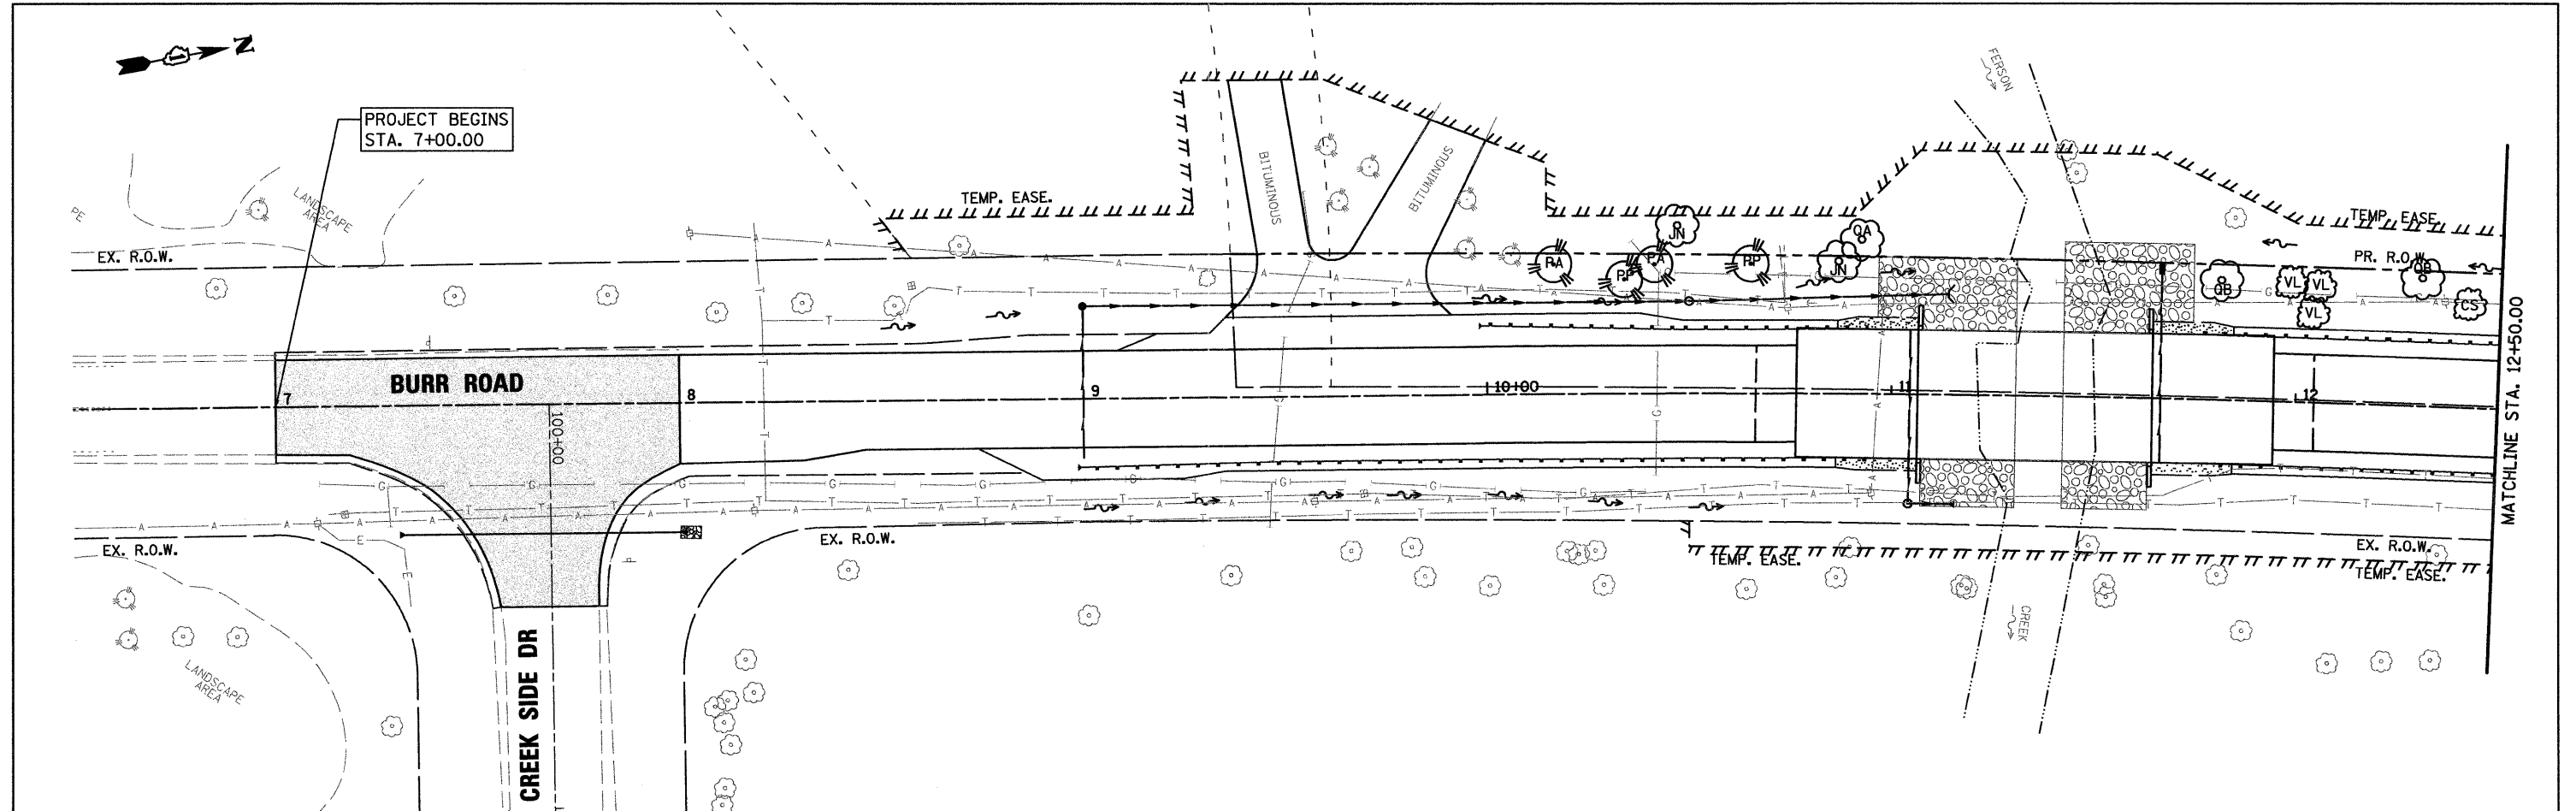 N
PROJECT BEGINS
STA. 7+00.00
FERSON
BITUMINOUS
BITUMINOUS
LANDSCAPE
AREA
PE
TEMP. EASE.
TEMP. EASE.
EX. R.O.W.
PR. R.O.W.
JN
QA
PA
PP
PA
PP
JN
QB
VL
VL
VL
QB
CS
BURR ROAD
7
8
9
10+00
11
12
100+00
MATCHLINE STA. 12+50.00
EX. R.O.W.
EX. R.O.W.
EX. R.O.W.
TEMP. EASE.
TEMP. EASE.
CREEK
LANDSCAPE
AREA
CREEK SIDE DR